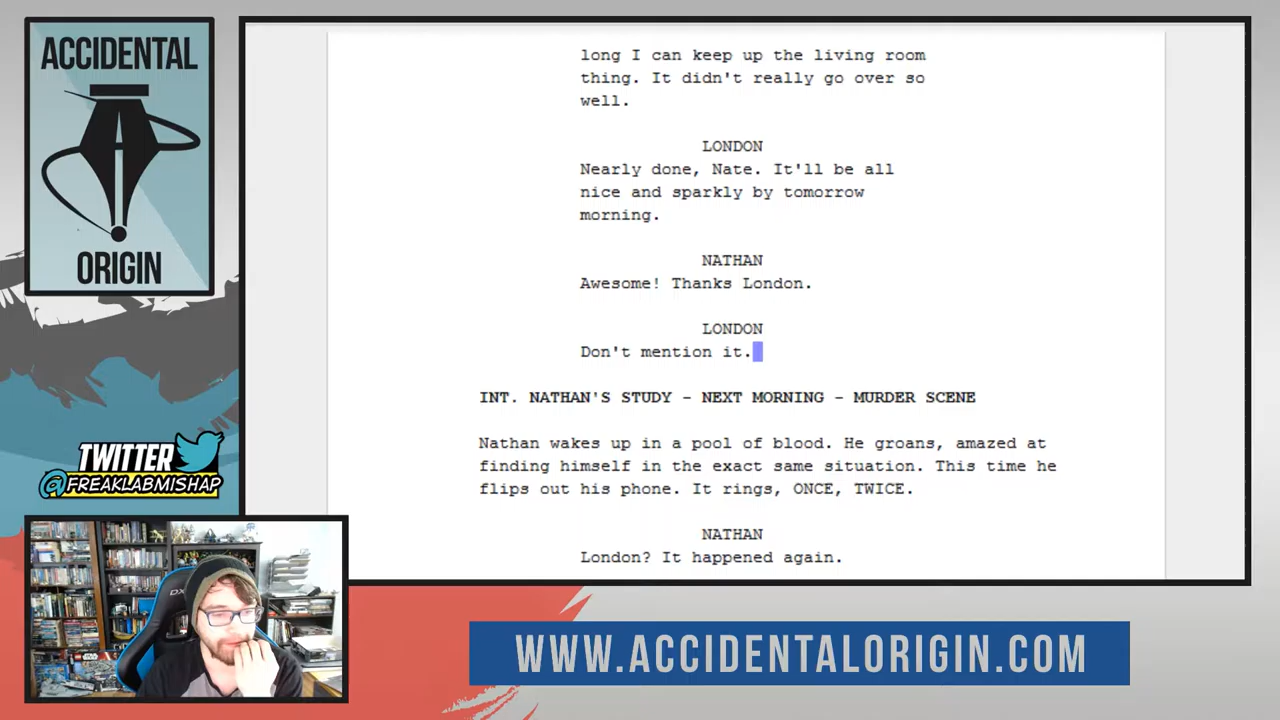 ACCIDENTAL
ORIGIN
long I can keep up the living room
thing. It didn't really go over so
well.
LONDON
Nearly done, Nate. It'll be all
nice and sparkly by tomorrow
morning.
NATHAN
Awesome! Thanks London.
LONDON
Don't mention it.
INT. NATHAN'S STUDY - NEXT MORNING - MURDER SCENE
Nathan wakes up in a pool of blood. He groans, amazed at
finding himself in the exact same situation. This time he
flips out his phone. It rings, ONCE, TWICE.
NATHAN
London? It happened again.
TWITTER
@FREAKLABMISHAP
DX
WWW.ACCIDENTALORIGIN.COM